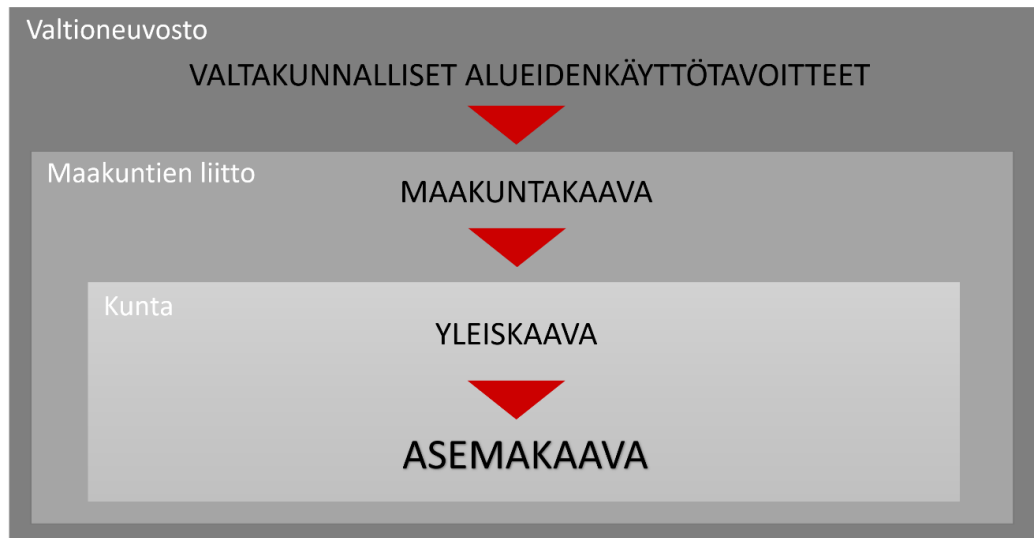 Valtioneuvosto
VALTAKUNNALLISET ALUEIDENKÄYTTÖTAVOITTEET
Maakuntien liitto
MAAKUNTAKAAVA
Kunta
YLEISKAAVA
ASEMAKAAVA